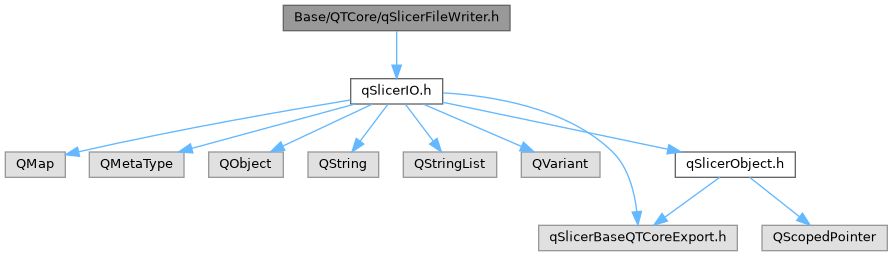 Base/QTCore/qSlicerFileWriter.h
qSlicerIO.h
QMap
QMetaType
QObject
QString
QStringList
QVariant
qSlicerObject.h
qSlicerBaseQTCoreExport.h
QScopedPointer